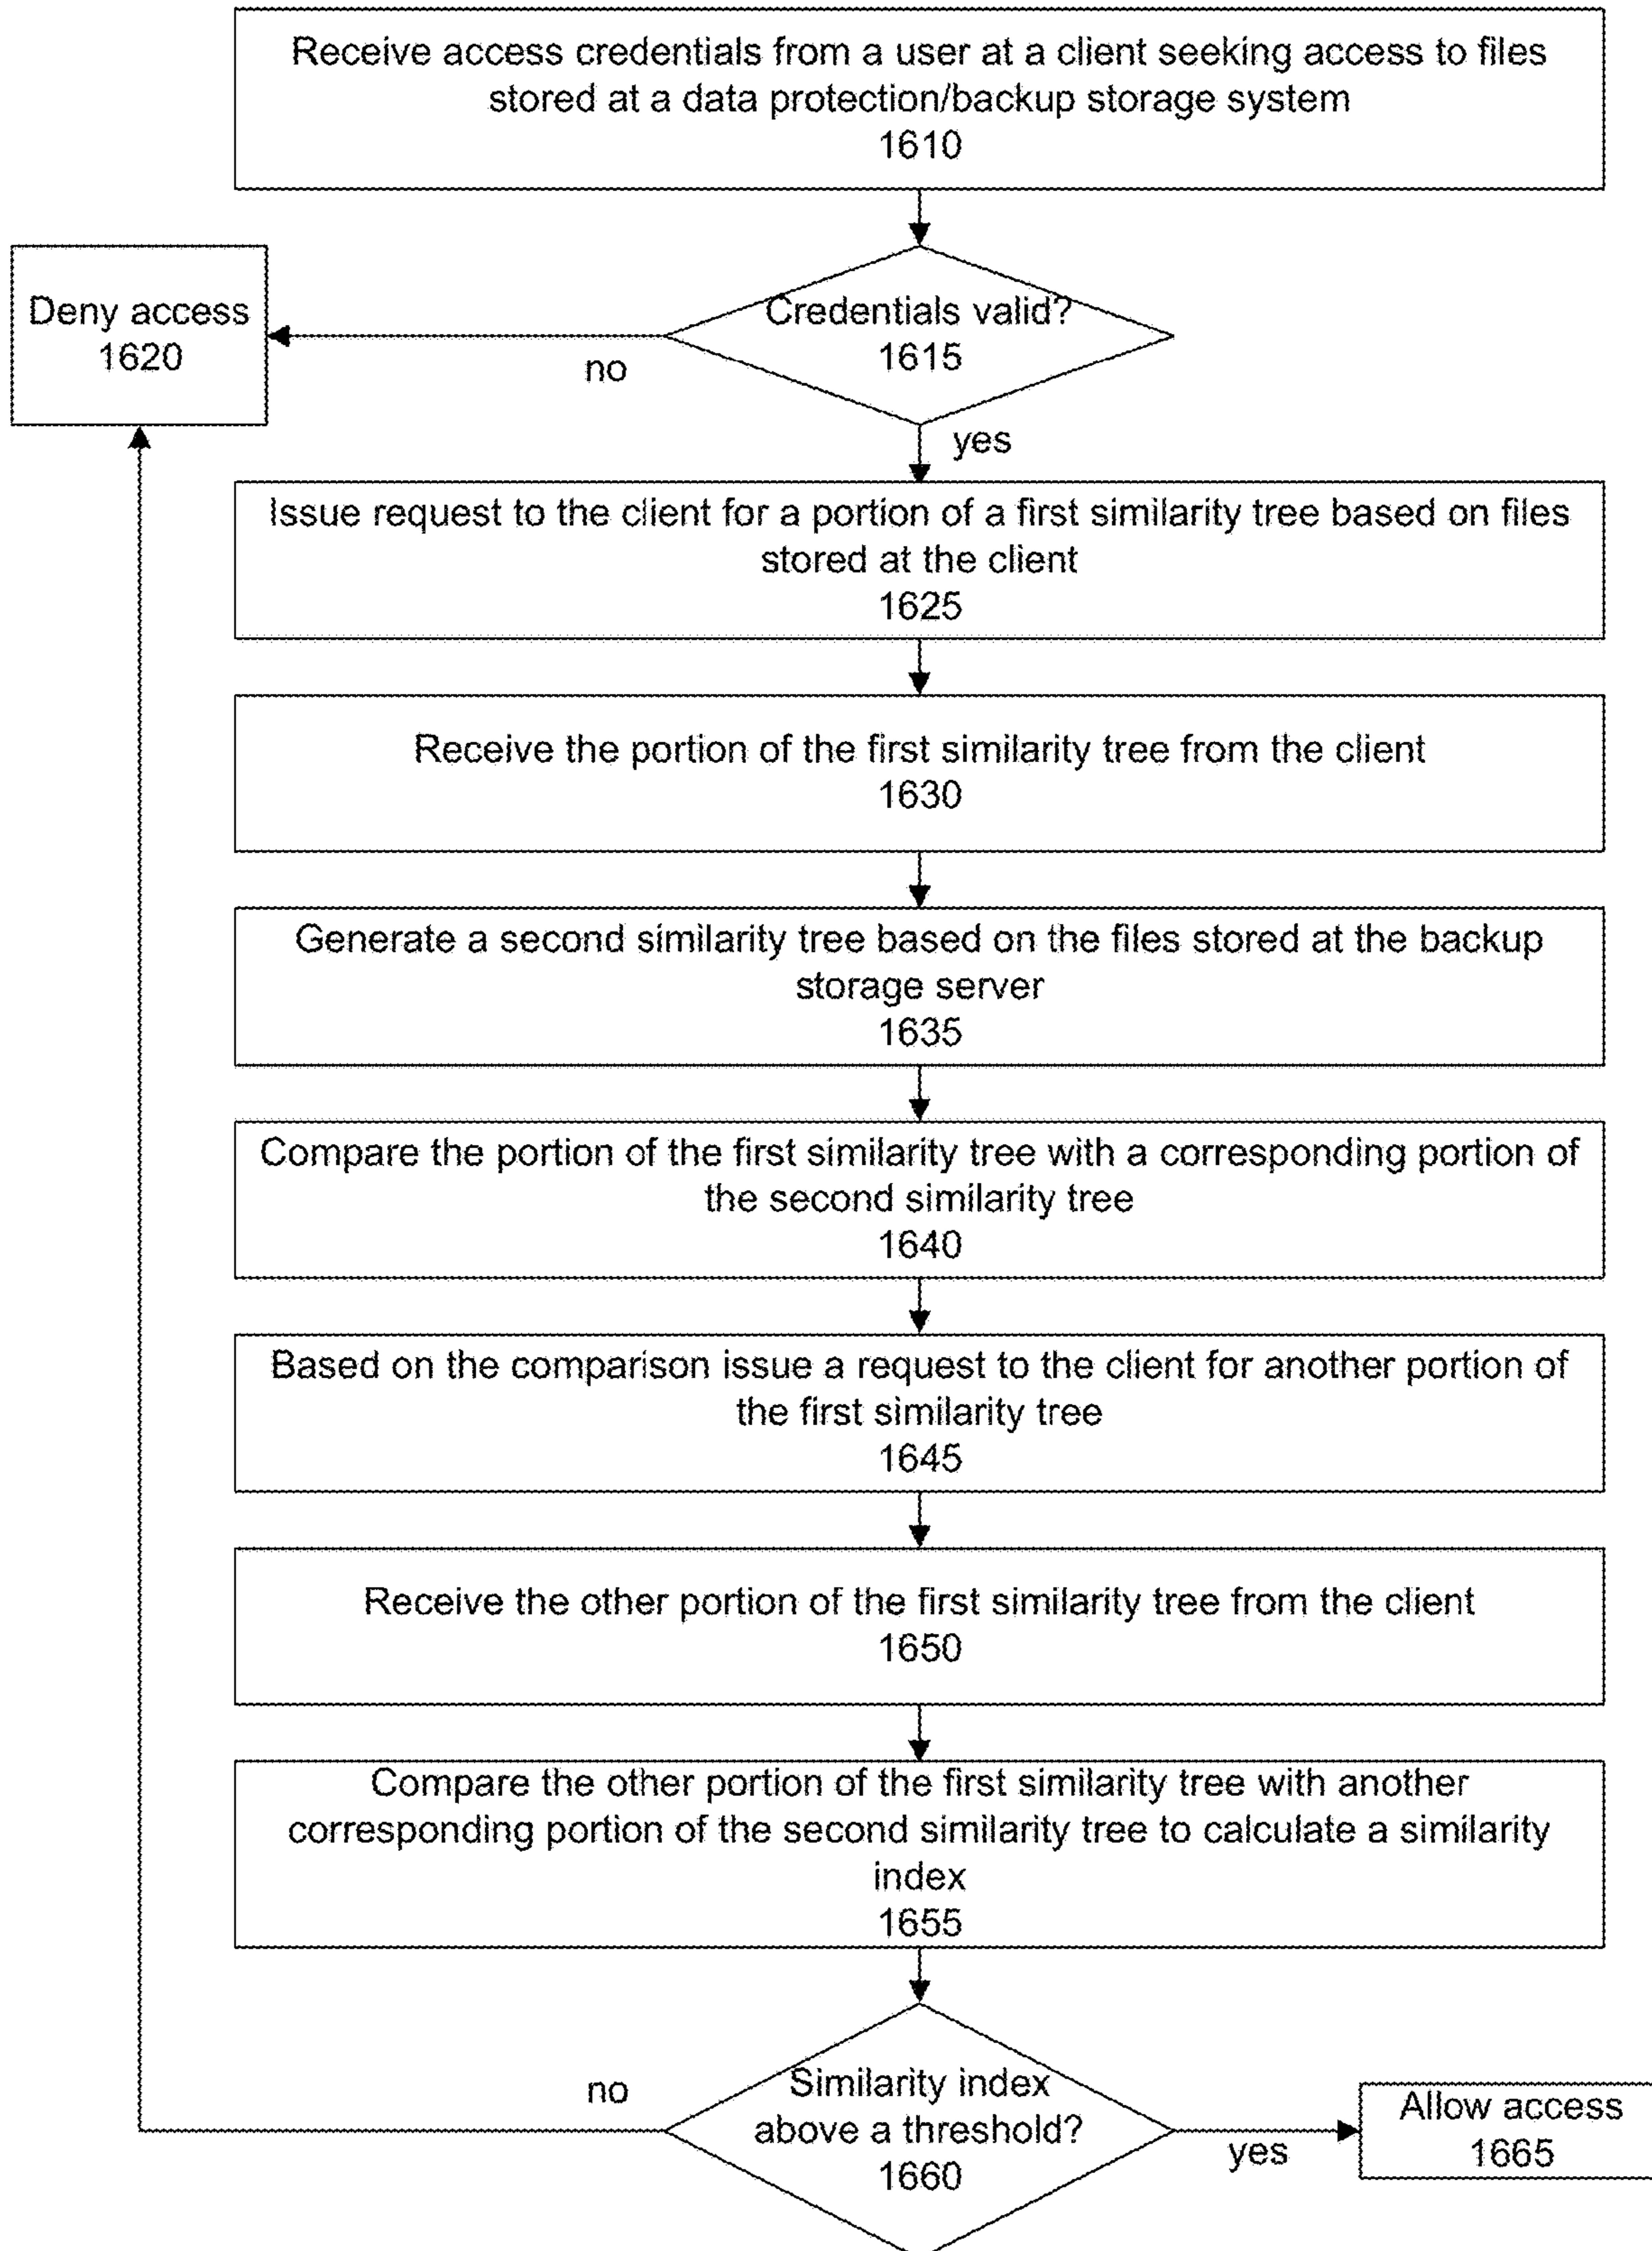 Receive access credentials from a user at a client seeking access to files
stored at a data protection/backup storage system
1610
Credentials valid?
1615
Deny access
1620
no
yes
Issue request to the client for a portion of a first similarity tree based on files
stored at the client
1625
Receive the portion of the first similarity tree from the client
1630
Generate a second similarity tree based on the files stored at the backup
storage server
1635
Compare the portion of the first similarity tree with a corresponding portion of
the second similarity tree
1640
Based on the comparison issue a request to the client for another portion of
the first similarity tree
1645
Receive the other portion of the first similarity tree from the client
1650
Compare the other portion of the first similarity tree with another
corresponding portion of the second similarity tree to calculate a similarity
index
1655
Similarity index
above a threshold?
1660
no
yes
Allow access
1665